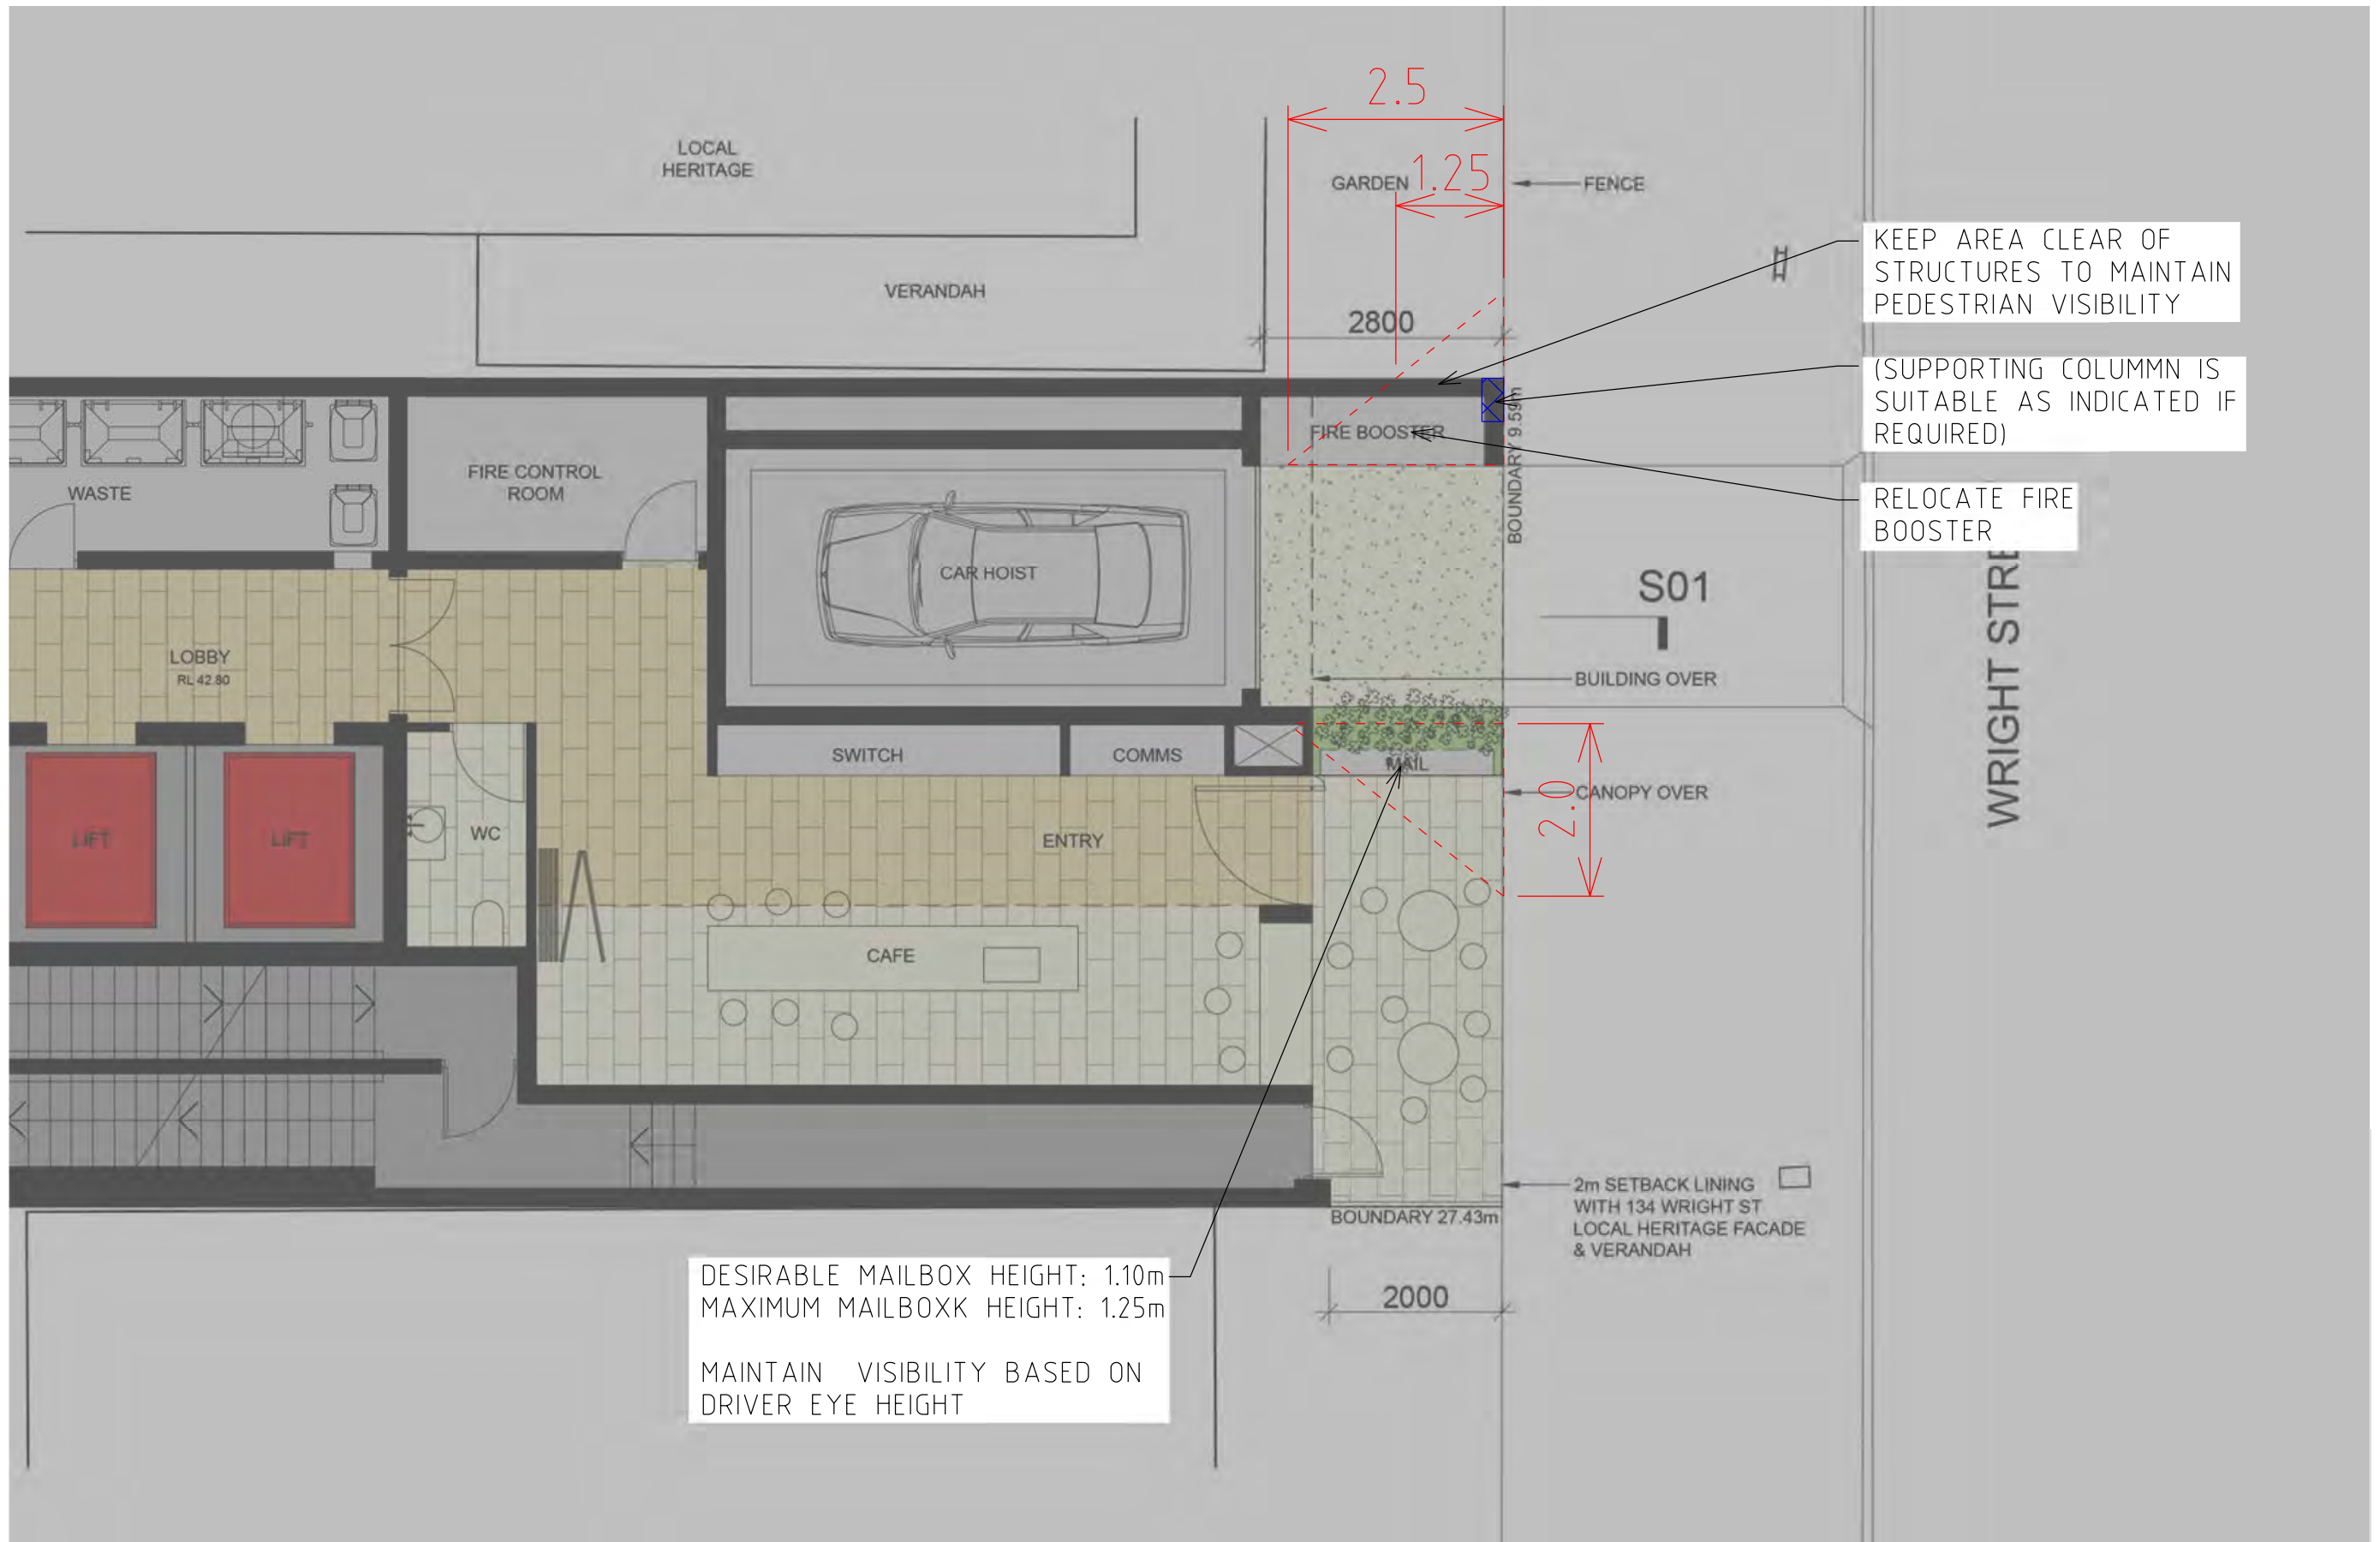 2.5
LOCAL
HERITAGE
GARDEN
1.25
FENCE
KEEP AREA CLEAR OF
STRUCTURES TO MAINTAIN
PEDESTRIAN VISIBILITY
VERANDAH
2800
(SUPPORTING COLUMMN IS
SUITABLE AS INDICATED IF
REQUIRED)
BOUNDARY 9.59m
FIRE BOOSTER
FIRE CONTROL
ROOM
WASTE
RELOCATE FIRE
BOOSTER
CAR HOIST
S01
WRIGHT STRE
LOBBY
RL 42.80
BUILDING OVER
SWITCH
COMMS
MAIL
CANOPY OVER
2.0
LIFT
LIFT
WC
ENTRY
CAFE
2m SETBACK LINING
WITH 134 WRIGHT ST
LOCAL HERITAGE FACADE
& VERANDAH
BOUNDARY 27.43m
DESIRABLE MAILBOX HEIGHT: 1.10m
MAXIMUM MAILBOXK HEIGHT: 1.25m
MAINTAIN VISIBILITY BASED ON
DRIVER EYE HEIGHT
2000